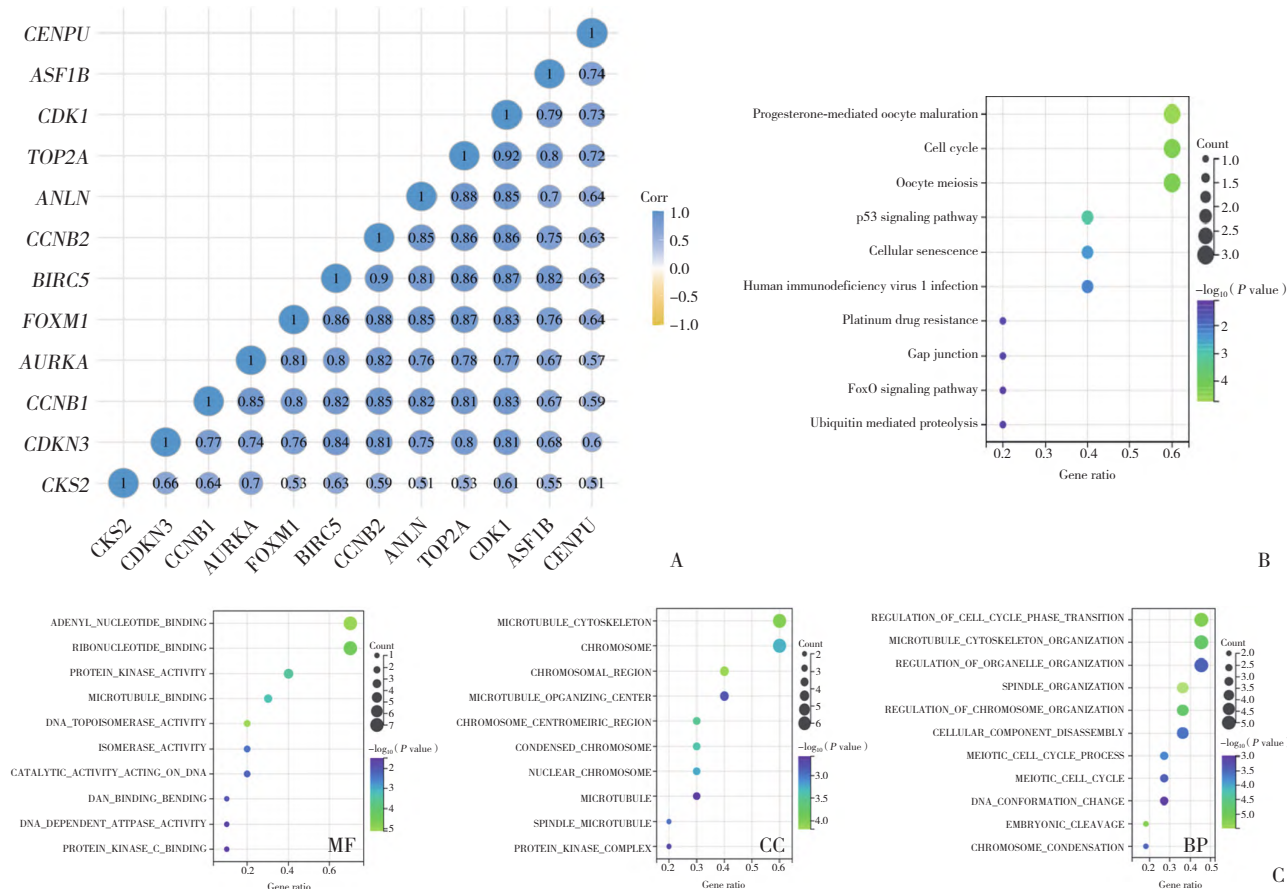 CENPU 1
ASF1B 1 0.74
CDK1 1 0.79 0.73
TOP2A 1 0.92 0.8 0.72
ANLN 1 0.88 0.85 0.7 0.64
CCNB2 1 0.85 0.86 0.86 0.75 0.63
BIRC5 1 0.9 0.81 0.86 0.87 0.82 0.63
FOXM1 1 0.86 0.88 0.85 0.87 0.83 0.76 0.64
AURKA 1 0.81 0.8 0.82 0.76 0.78 0.77 0.67 0.57
CCNB1 1 0.85 0.8 0.82 0.85 0.82 0.81 0.83 0.67 0.59
CDKN3 1 0.77 0.74 0.76 0.84 0.81 0.75 0.8 0.81 0.68 0.6
CKS2 1 0.66 0.64 0.7 0.53 0.63 0.59 0.51 0.53 0.61 0.55 0.51
CKS2 CDKN3 CCNB1 AURKA FOXM1 BIRC5 CCNB2 ANLN TOP2A CDK1 ASF1B CENPU
Corr
1.0
0.5
0.0
−0.5
−1.0
A
Progesterone-mediated oocyte maluration
Cell cycle
Oocyte meiosis
p53 signaling pathway
Cellular senescence
Human immunodeficiency virus 1 infection
Platinum drug resistance
Gap junction
FoxO signaling pathway
Ubiquitin mediated proteolysis
0.2 0.3 0.4 0.5 0.6
Gene ratio
Count
1.0
1.5
2.0
2.5
3.0
−log10(P value)
2
3
4
B
ADENYL_NUCLEOTIDE_BINDING
RIBONUCLEOTIDE_BINDING
PROTEIN_KINASE_ACTIVITY
MICROTUBULE_BINDING
DNA_TOPOISOMERASE_ACTIVITY
ISOMERASE_ACTIVITY
CATALYTIC_ACTIVITY_ACTING_ON_DNA
DAN_BINDING_BENDING
DNA_DEPENDENT_ATTPASE_ACTIVITY
PROTEIN_KINASE_C_BINDING
MF
0.2 0.4 0.6
Gene ratio
Count
1
2
3
4
5
6
7
−log10(P value)
2
3
4
5
MICROTUBULE_CYTOSKELETON
CHROMOSOME
CHROMOSOMAL_REGION
MICROTUBULE_OPGANIZING_CENTER
CHROMOSOME_CENTROMEIRIC_REGION
CONDENSED_CHROMOSOME
NUCLEAR_CHROMOSOME
MICROTUBULE
SPINDLE_MICROTUBULE
PROTEIN_KINASE_COMPLEX
CC
0.2 0.3 0.4 0.5 0.6
Gene ratio
Count
2
3
4
5
6
−log10(P value)
3.0
3.5
4.0
REGULATION_OF_CELL_CYCLE_PHASE_TRANSITION
MICROTUBULE_CYTOSKELETON_ORGANIZATION
REGULATION_OF_ORGANELLE_ORGANIZATION
SPINDLE_ORGANIZATION
REGULATION_OF_CHROMOSOME_ORGANIZATION
CELLULAR_COMPONENT_DISASSEMBLY
MEIOTIC_CELL_CYCLE_PROCESS
MEIOTIC_CELL_CYCLE
DNA_CONFORMATION_CHANGE
EMBRYONIC_CLEAVAGE
CHROMOSOME_CONDENSATION
BP
0.2 0.3 0.4 0.5
Gene ratio
Count
2.0
2.5
3.0
3.5
4.0
4.5
5.0
−log10(P value)
3.0
3.5
4.0
4.5
5.0
C